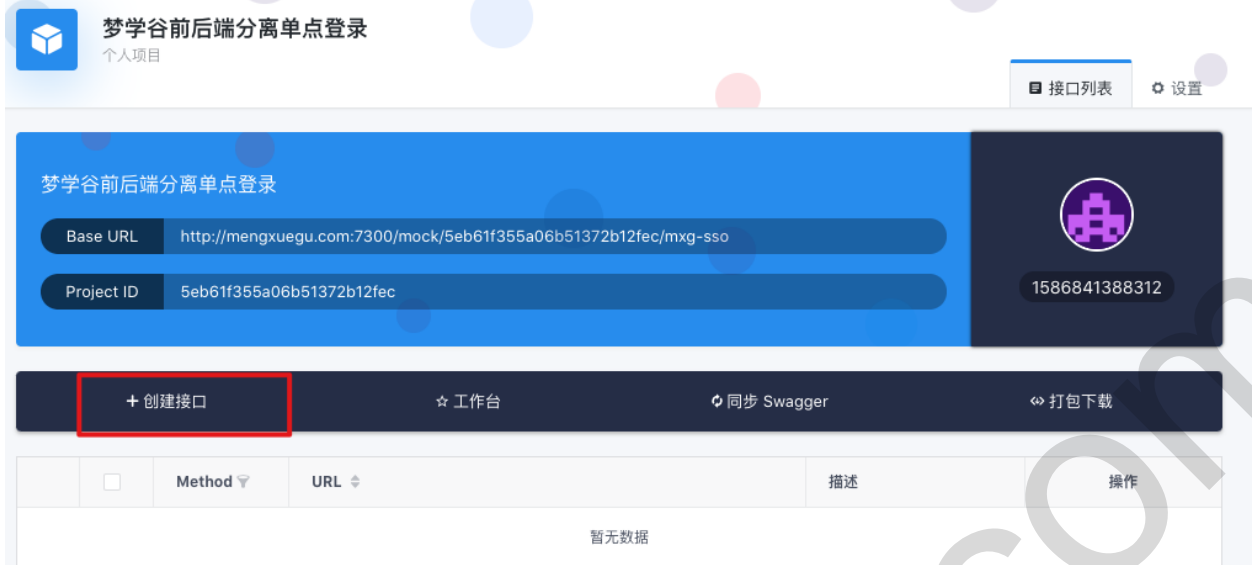 梦学谷前后端分离单点登录
个人项目
接口列表 设置
梦学谷前后端分离单点登录
Base URL http://mengxuegu.com:7300/mock/5eb61f355a06b51372b12fec/mxg-sso
Project ID 5eb61f355a06b51372b12fec
1586841388312
+ 创建接口 工作台 同步 Swagger 打包下载
Method URL 描述 操作
暂无数据
com